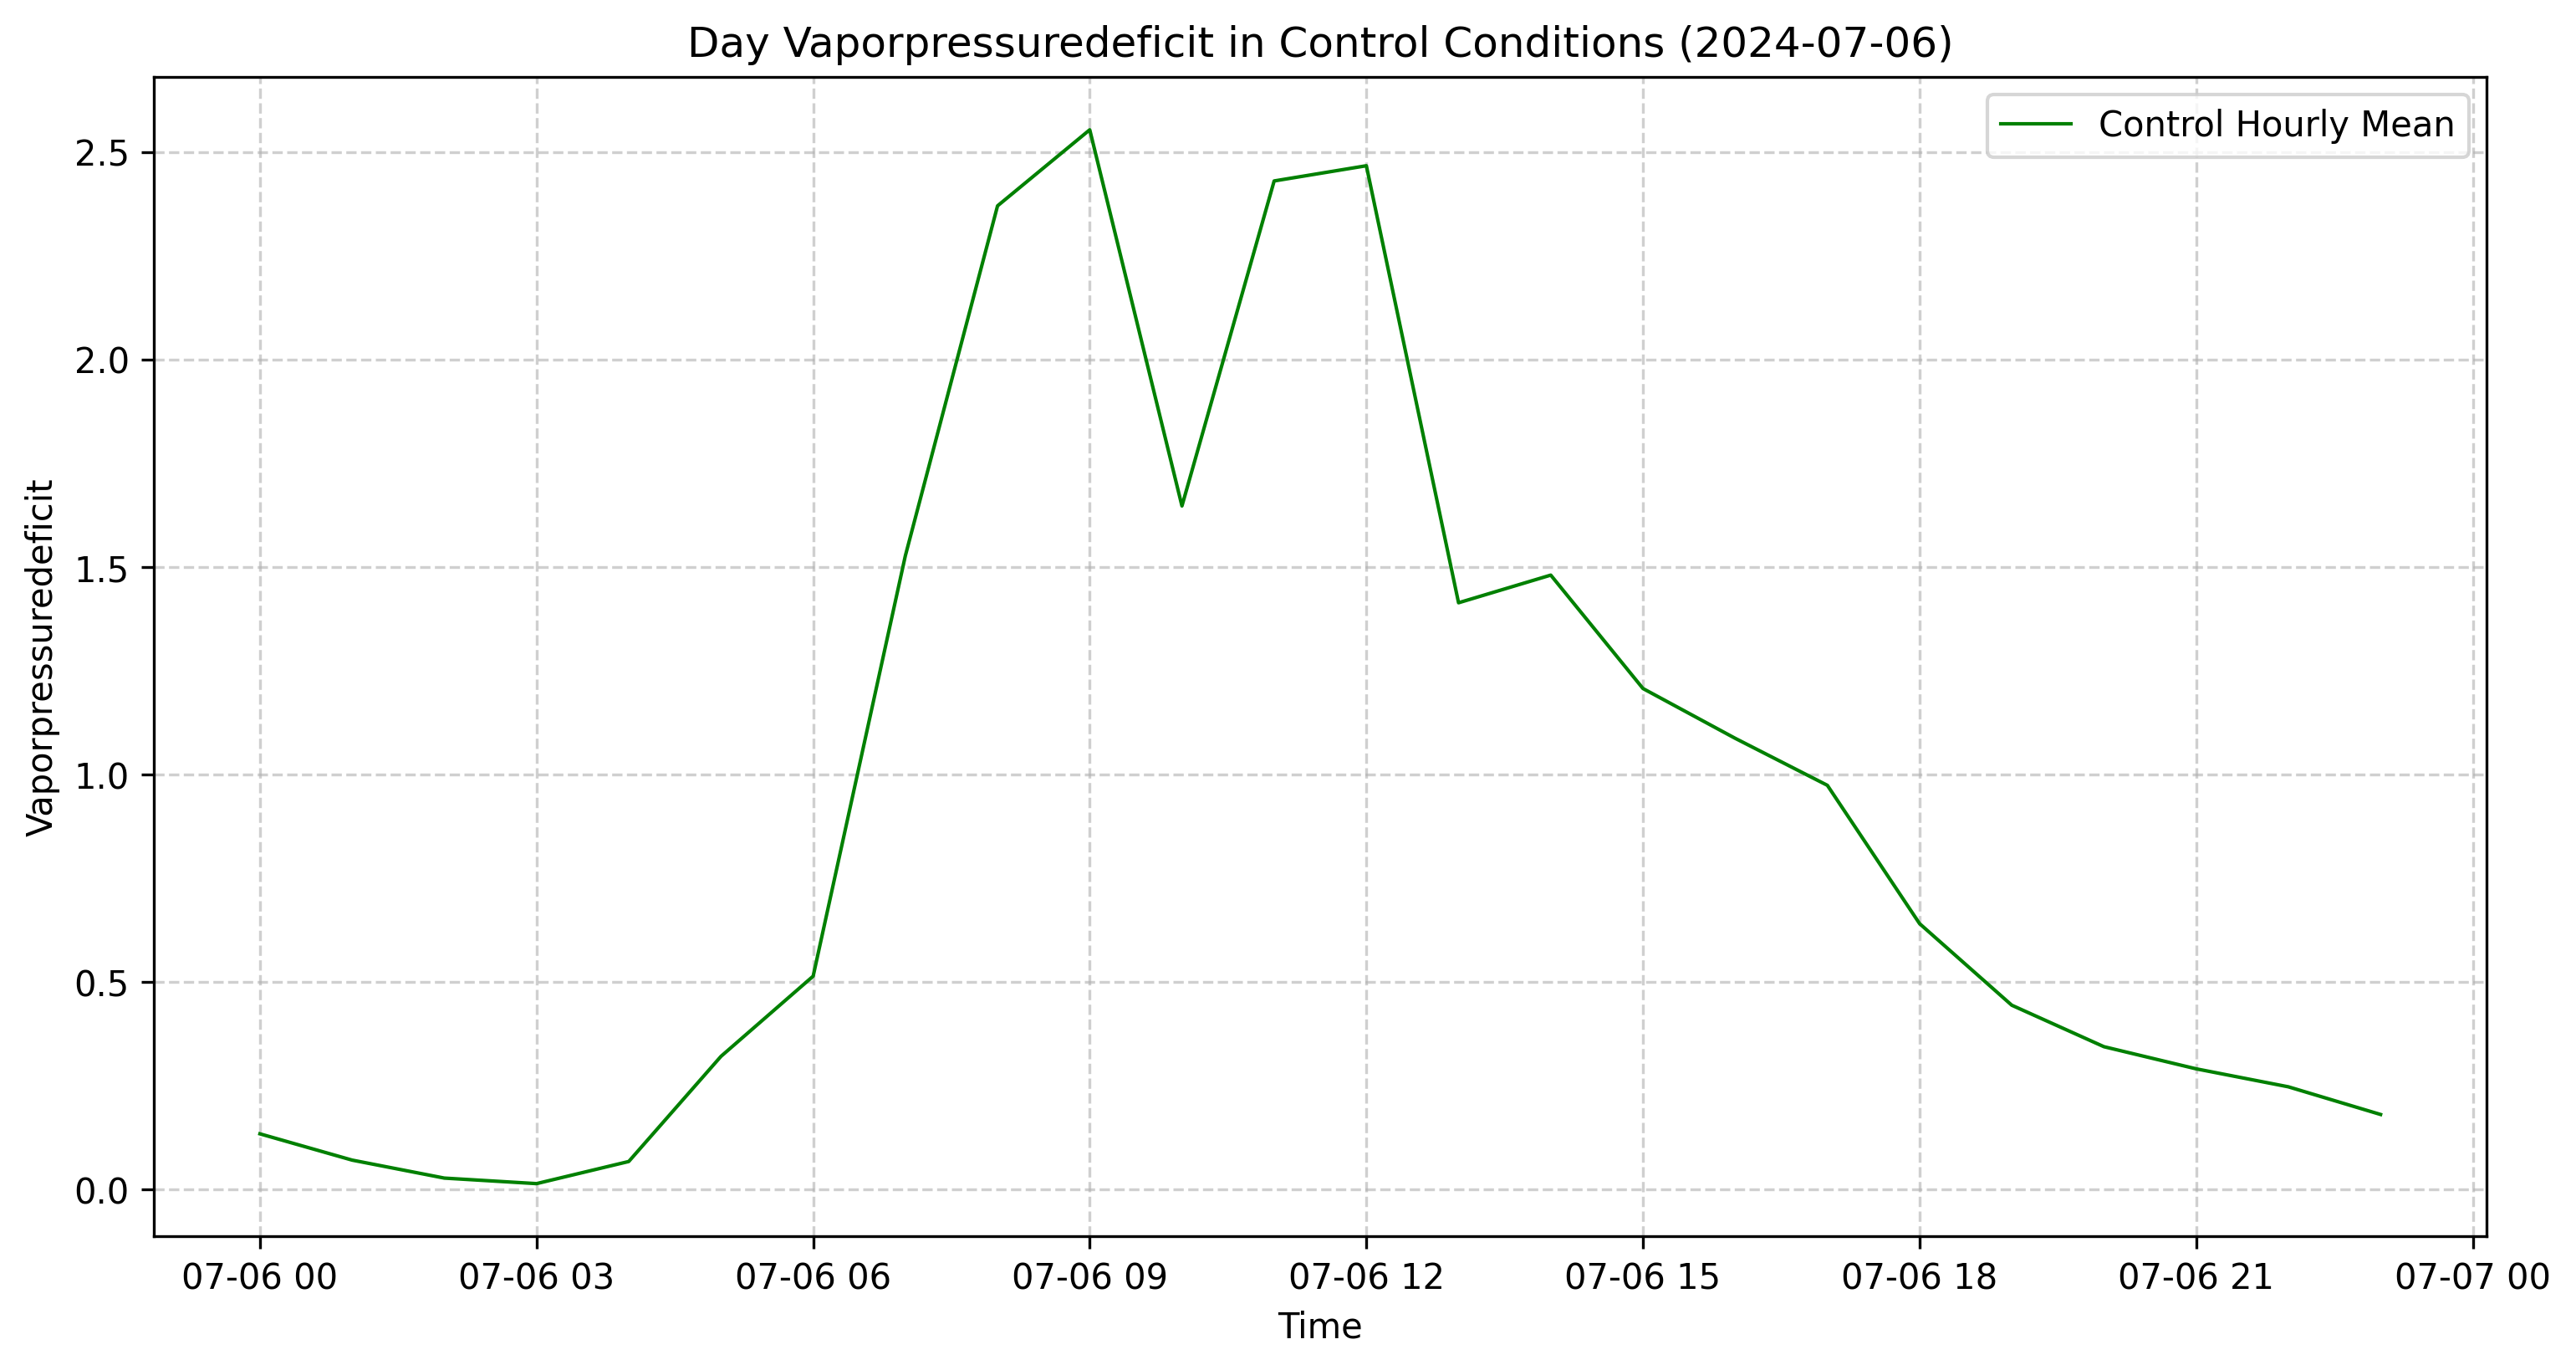 Day Vaporpressuredeficit in Control Conditions (2024-07-06)
Control Hourly Mean
Vaporpressuredeficit
2.5
2.0
1.5
1.0
0.5
0.0
07-06 00 07-06 03 07-06 06 07-06 09 07-06 12 07-06 15 07-06 18 07-06 21 07-07 00
Time